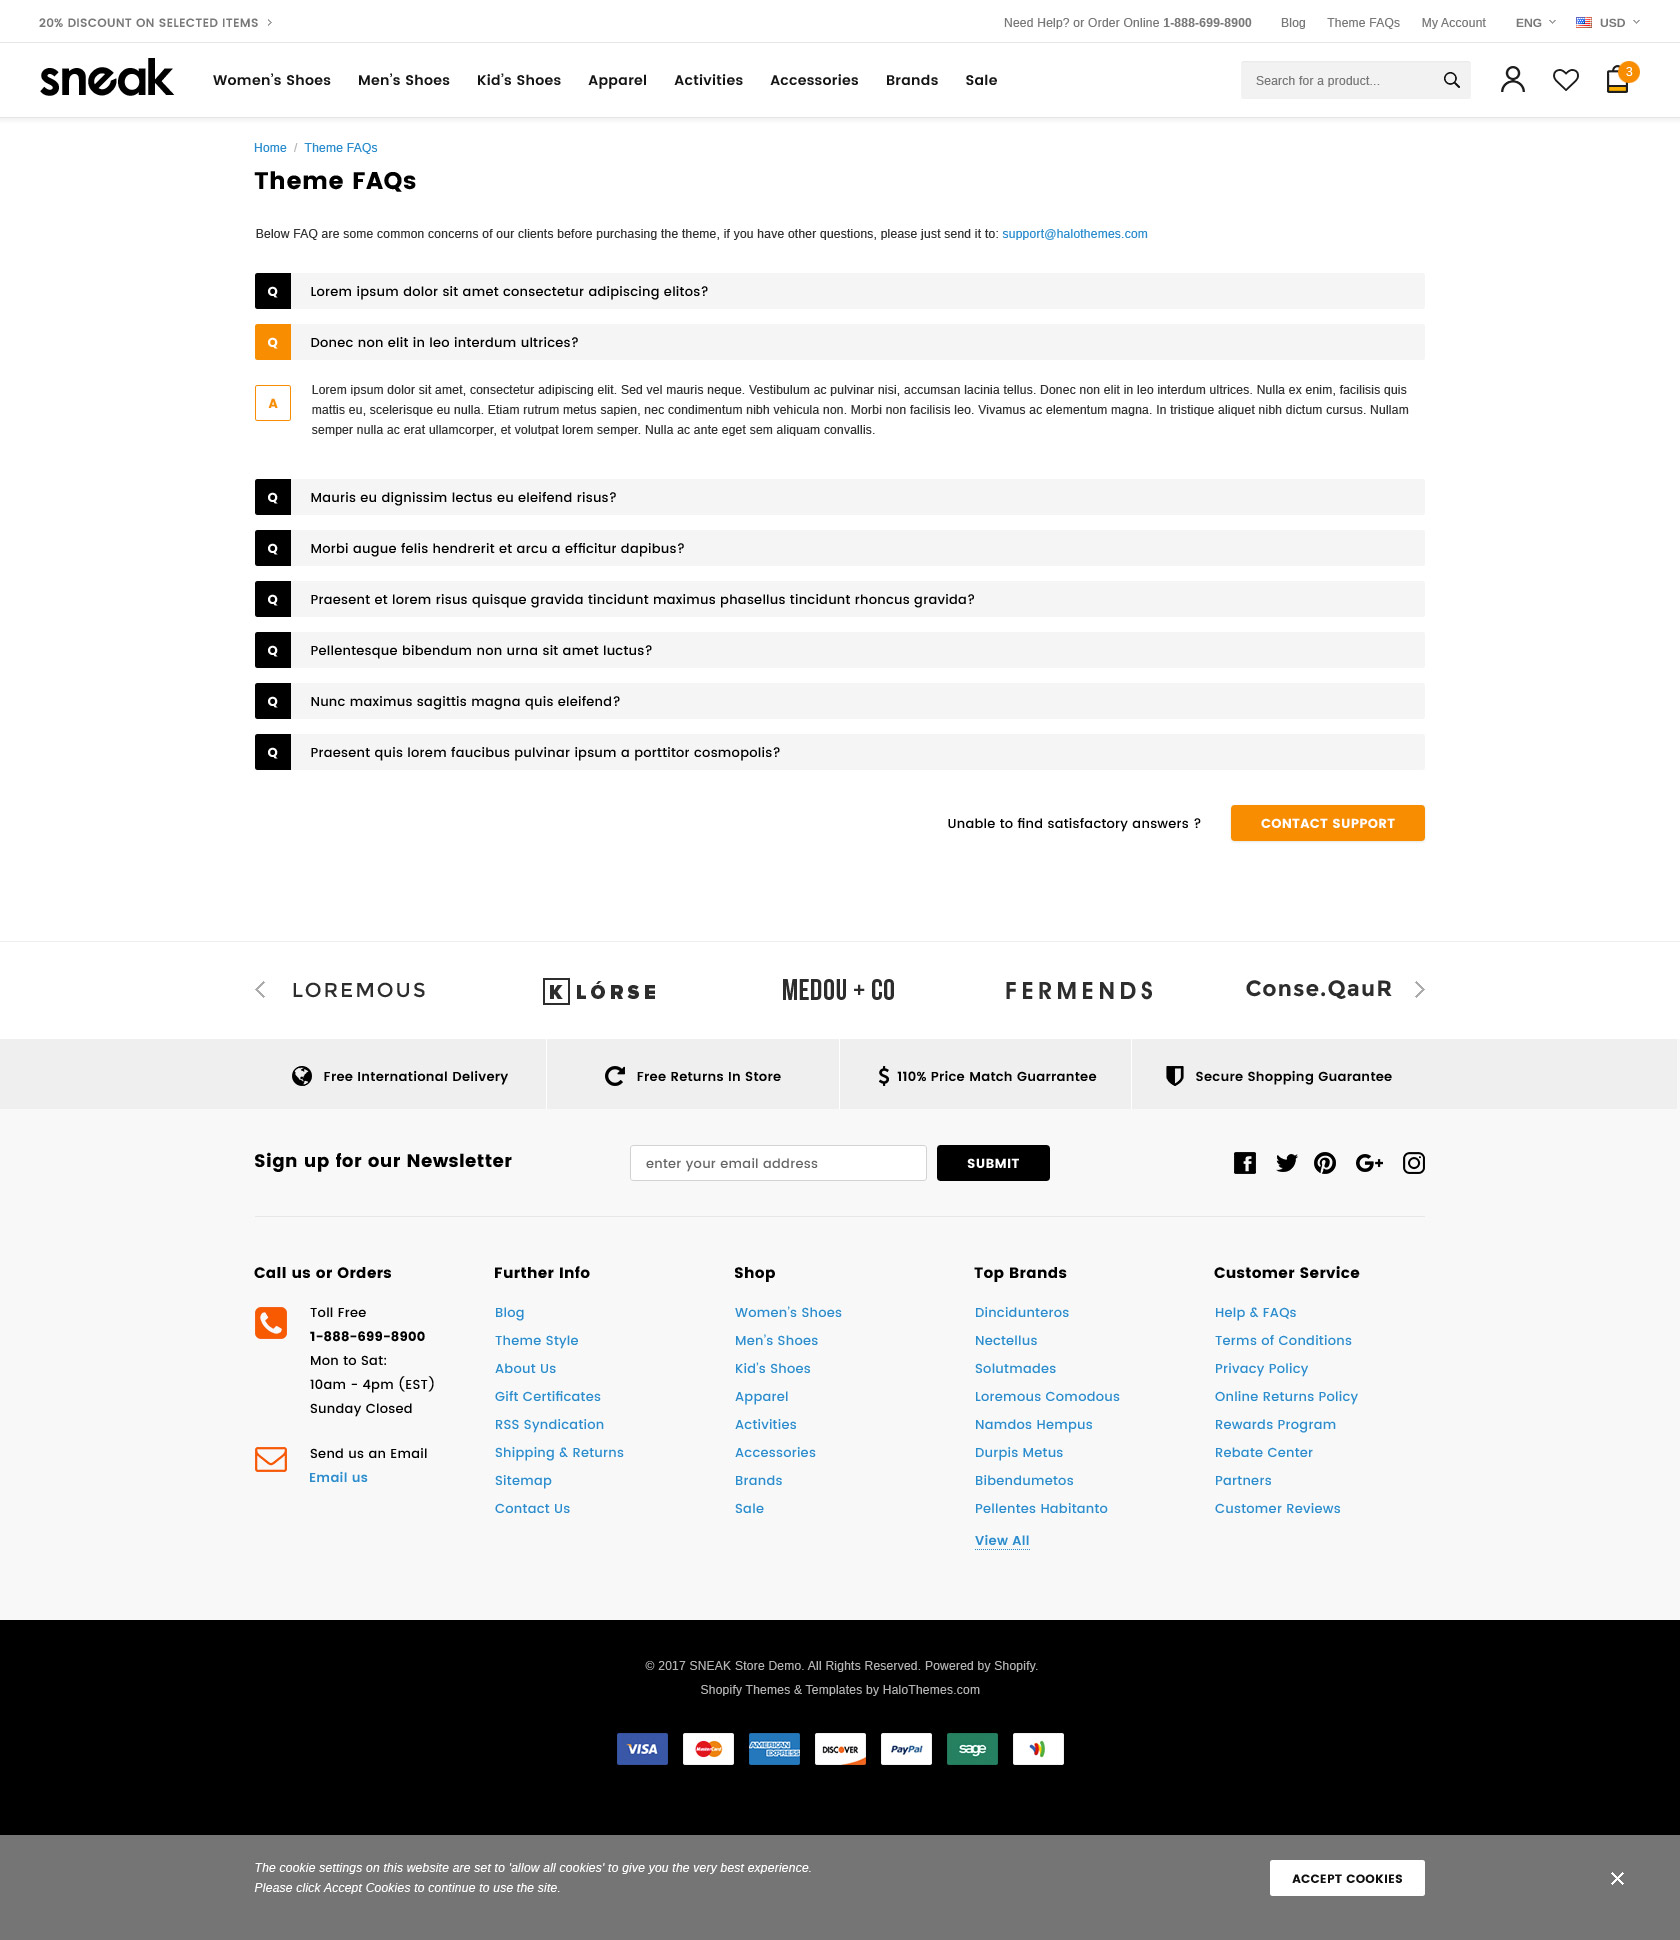 20% DISCOUNT ON SELECTED ITEMS
Need Help? or Order Online 1-888-699-8900 Blog Theme FAQs My Account ENG USD
sneak Women's Shoes Men's Shoes Kid's Shoes Apparel Activities Accessories Brands Sale Search for a product... 3
Home / Theme FAQs
Theme FAQs
Below FAQ are some common concerns of our clients before purchasing the theme, if you have other questions, please just send it to: support@halothemes.com
Q Lorem ipsum dolor sit amet consectetur adipiscing elitos?
Q Donec non elit in leo interdum ultrices?
A Lorem ipsum dolor sit amet, consectetur adipiscing elit. Sed vel mauris neque. Vestibulum ac pulvinar nisi, accumsan lacinia tellus. Donec non elit in leo interdum ultrices. Nulla ex enim, facilisis quis
mattis eu, scelerisque eu nulla. Etiam rutrum metus sapien, nec condimentum nibh vehicula non. Morbi non facilisis leo. Vivamus ac elementum magna. In tristique aliquet nibh dictum cursus. Nullam
semper nulla ac erat ullamcorper, et volutpat lorem semper. Nulla ac ante eget sem aliquam convallis.
Q Mauris eu dignissim lectus eu eleifend risus?
Q Morbi augue felis hendrerit et arcu a efficitur dapibus?
Q Praesent et lorem risus quisque gravida tincidunt maximus phasellus tincidunt rhoncus gravida?
Q Pellentesque bibendum non urna sit amet luctus?
Q Nunc maximus sagittis magna quis eleifend?
Q Praesent quis lorem faucibus pulvinar ipsum a porttitor cosmopolis?
Unable to find satisfactory answers ? CONTACT SUPPORT
LOREMOUS K LÓRSE MEDOU + CO FERMENDS Conse.QauR
Free International Delivery Free Returns In Store $ 110% Price Match Guarrantee Secure Shopping Guarantee
Sign up for our Newsletter enter your email address SUBMIT
Call us or Orders
Toll Free
1-888-699-8900
Mon to Sat:
10am - 4pm (EST)
Sunday Closed
Send us an Email
Email us
Further Info
Blog
Theme Style
About Us
Gift Certificates
RSS Syndication
Shipping & Returns
Sitemap
Contact Us
Shop
Women's Shoes
Men's Shoes
Kid's Shoes
Apparel
Activities
Accessories
Brands
Sale
Top Brands
Dincidunteros
Nectellus
Solutmades
Loremous Comodous
Namdos Hempus
Durpis Metus
Bibendumetos
Pellentes Habitanto
View All
Customer Service
Help & FAQs
Terms of Conditions
Privacy Policy
Online Returns Policy
Rewards Program
Rebate Center
Partners
Customer Reviews
© 2017 SNEAK Store Demo. All Rights Reserved. Powered by Shopify.
Shopify Themes & Templates by HaloThemes.com
VISA MasterCard AMERICAN EXPRESS DISCOVER PayPal sage
The cookie settings on this website are set to 'allow all cookies' to give you the very best experience.
Please click Accept Cookies to continue to use the site.
ACCEPT COOKIES